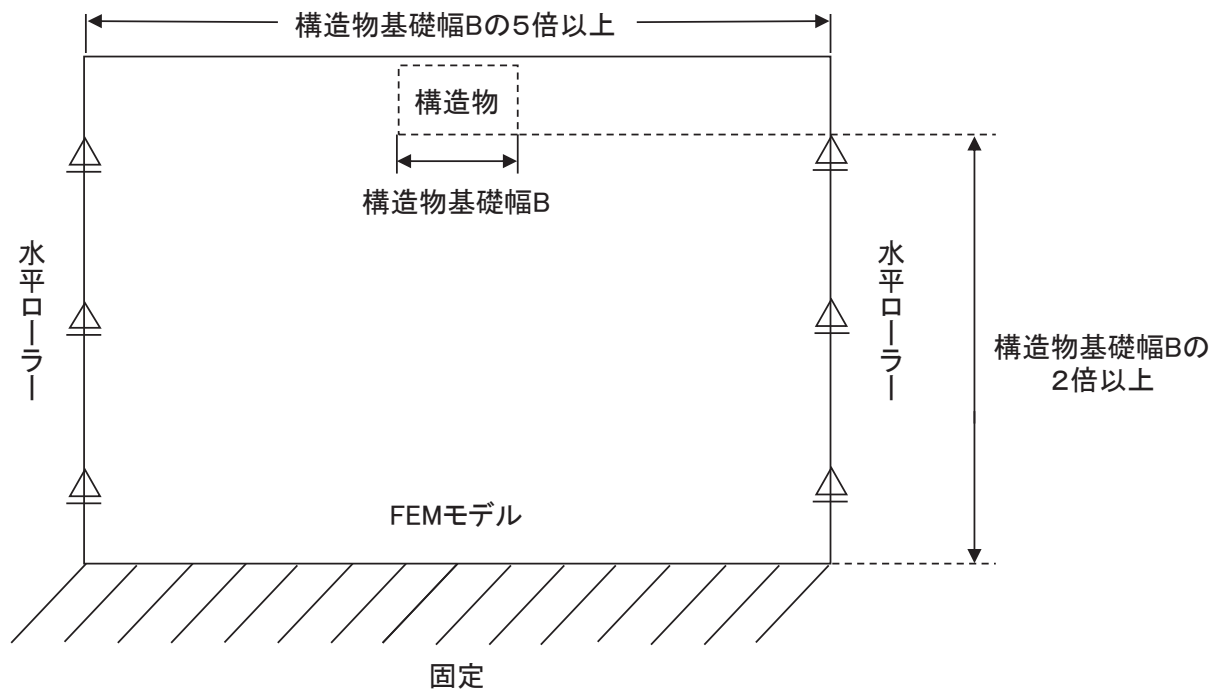 構造物基礎幅Bの5倍以上
構造物
構造物基礎幅B
水平ローラー
水平ローラー
構造物基礎幅Bの
2倍以上
FEMモデル
固定